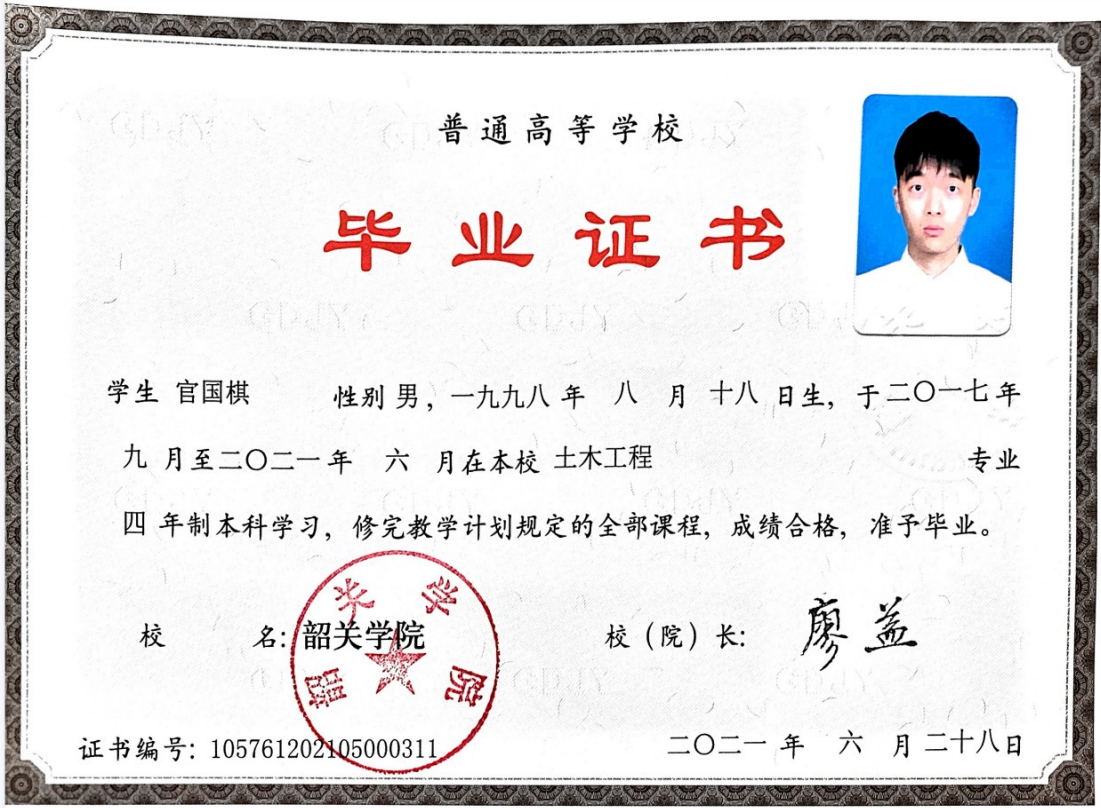 普通高等学校
毕业证书
学生 官国棋 性别 男，一九九八 年 八 月 十八 日生，于二〇一七年
九 月至二〇二一年 六 月在本校 土木工程 专业
四 年制本科学习，修完教学计划规定的全部课程，成绩合格，准予毕业。
校 名：韶关学院 校（院）长：廖益
韶关学院
证书编号：105761202105000311 二〇二一 年 六 月 二十八日